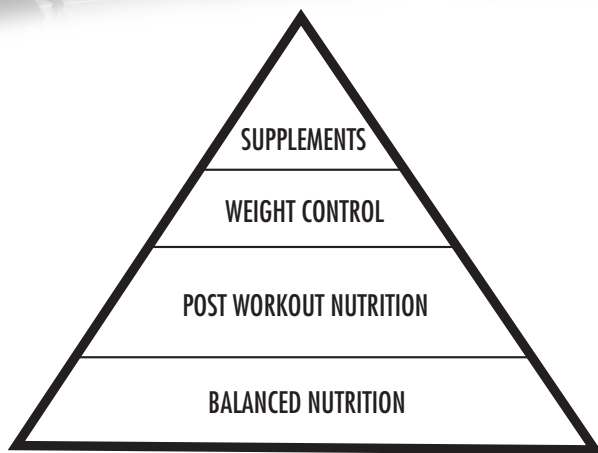 SUPPLEMENTS
WEIGHT CONTROL
POST WORKOUT NUTRITION
BALANCED NUTRITION